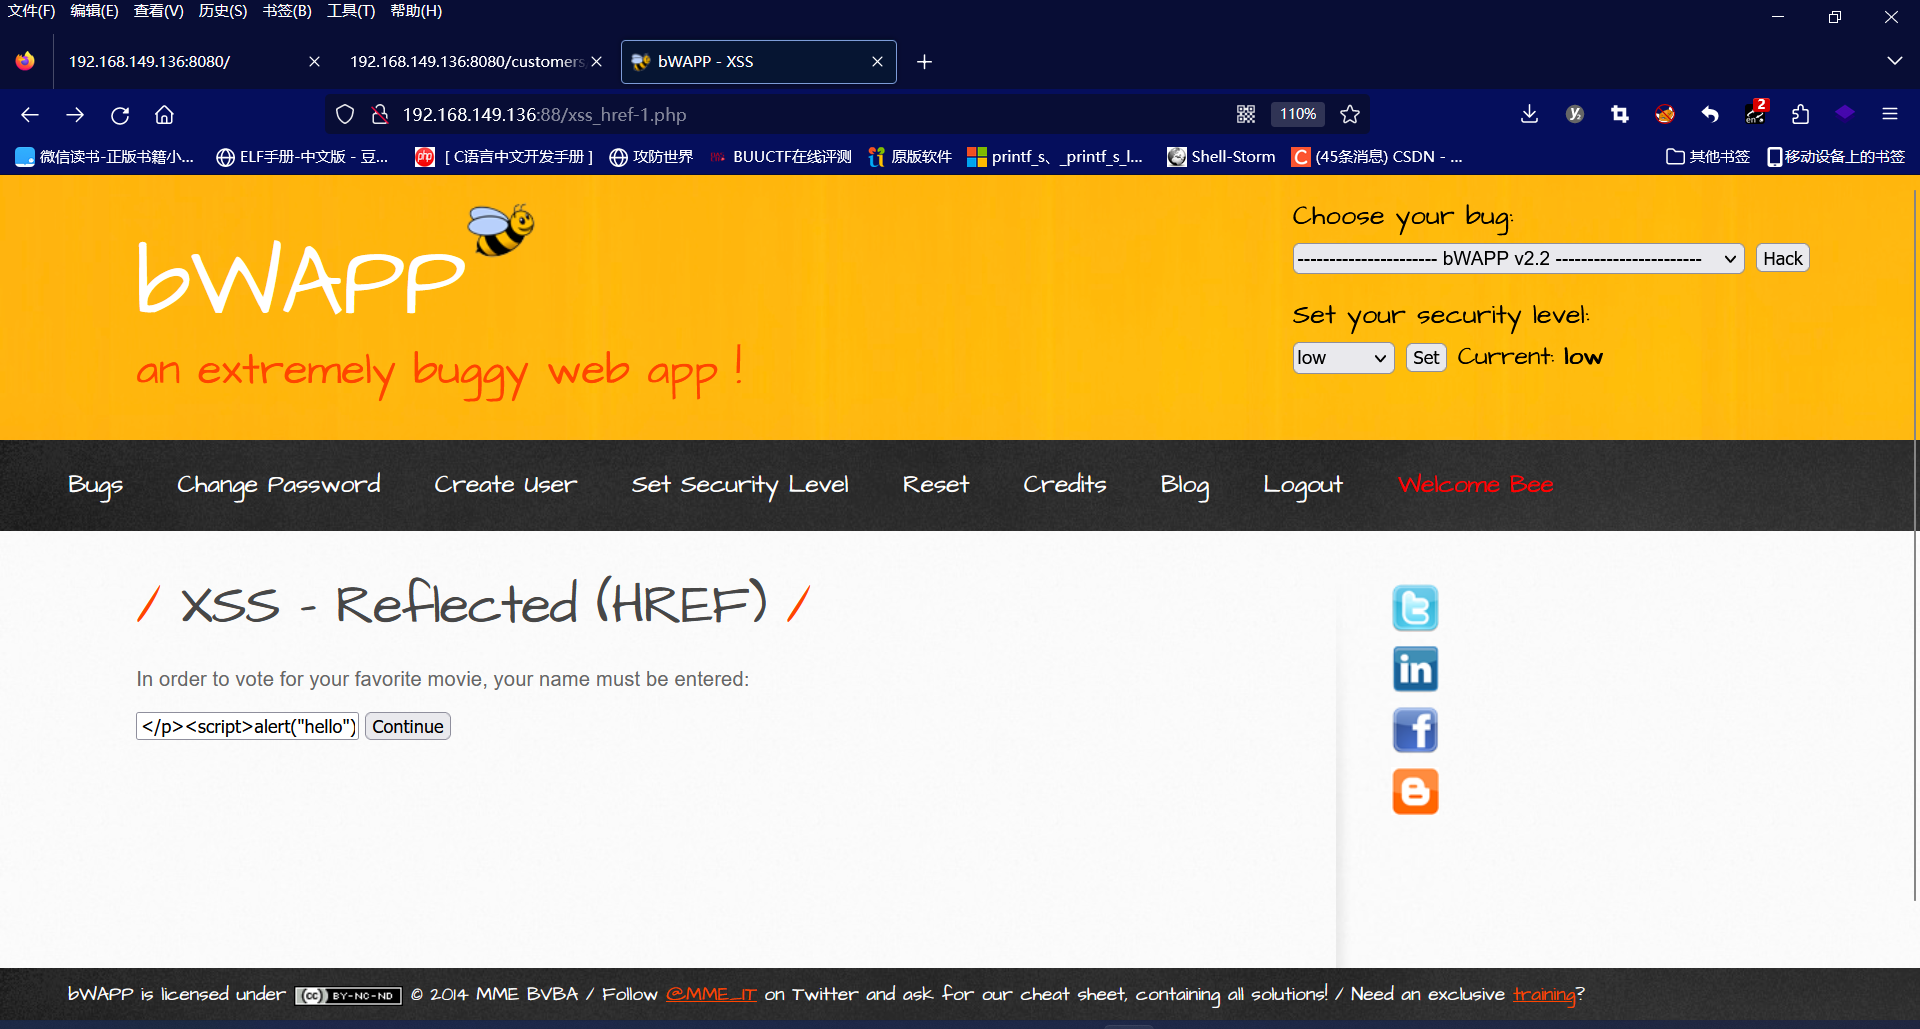 文件(F) 编辑(E) 查看(V) 历史(S) 书签(B) 工具(T) 帮助(H)
192.168.149.136:8080/ 192.168.149.136:8080/customers bWAPP - XSS
192.168.149.136:88/xss_href-1.php 110% 2
微信读书-正版书籍小... ELF手册-中文版 - 豆... [ C语言中文开发手册 ] 攻防世界 BUUCTF在线评测 原版软件 printf_s、_printf_s_l... Shell-Storm (45条消息) CSDN - ... 其他书签 移动设备上的书签
bWAPP
an extremely buggy web app !
Choose your bug:
---------------------- bWAPP v2.2 ----------------------- Hack
Set your security level:
low Set Current: low
Bugs Change Password Create User Set Security Level Reset Credits Blog Logout Welcome Bee
/ XSS - Reflected (HREF) /
In order to vote for your favorite movie, your name must be entered:
</p><script>alert("hello") Continue
bWAPP is licensed under cc BY-NC-ND © 2014 MME BVBA / Follow @MME_IT on Twitter and ask for our cheat sheet, containing all solutions! / Need an exclusive training?